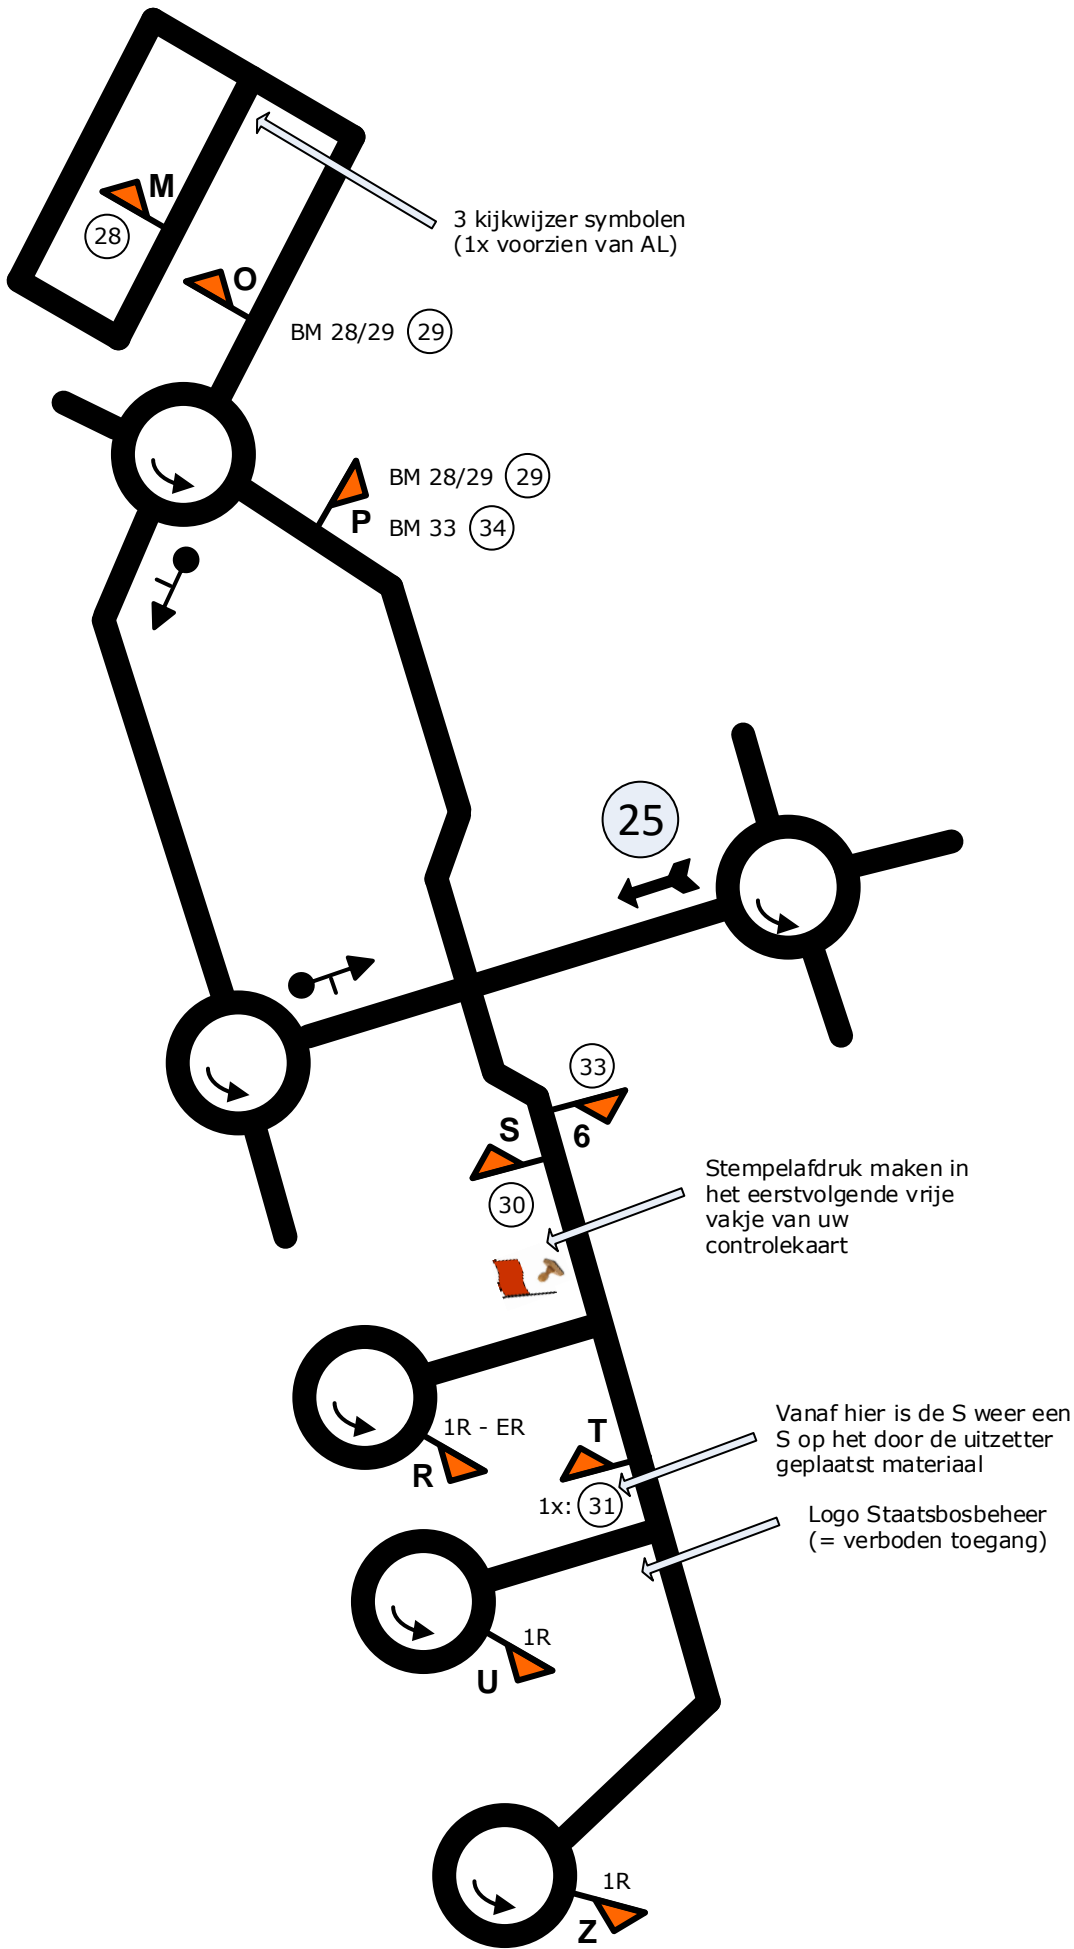 M
28
3 kijkwijzer symbolen
(1x voorzien van AL)
O
BM 28/29 29
BM 28/29 29
P
BM 33 34
25
33
S
6
30
Stempelafdruk maken in
het eerstvolgende vrije
vakje van uw
controlekaart
1R - ER
R
T
1x: 31
Vanaf hier is de S weer een
S op het door de uitzetter
geplaatst materiaal
Logo Staatsbosbeheer
(= verboden toegang)
1R
U
1R
Z